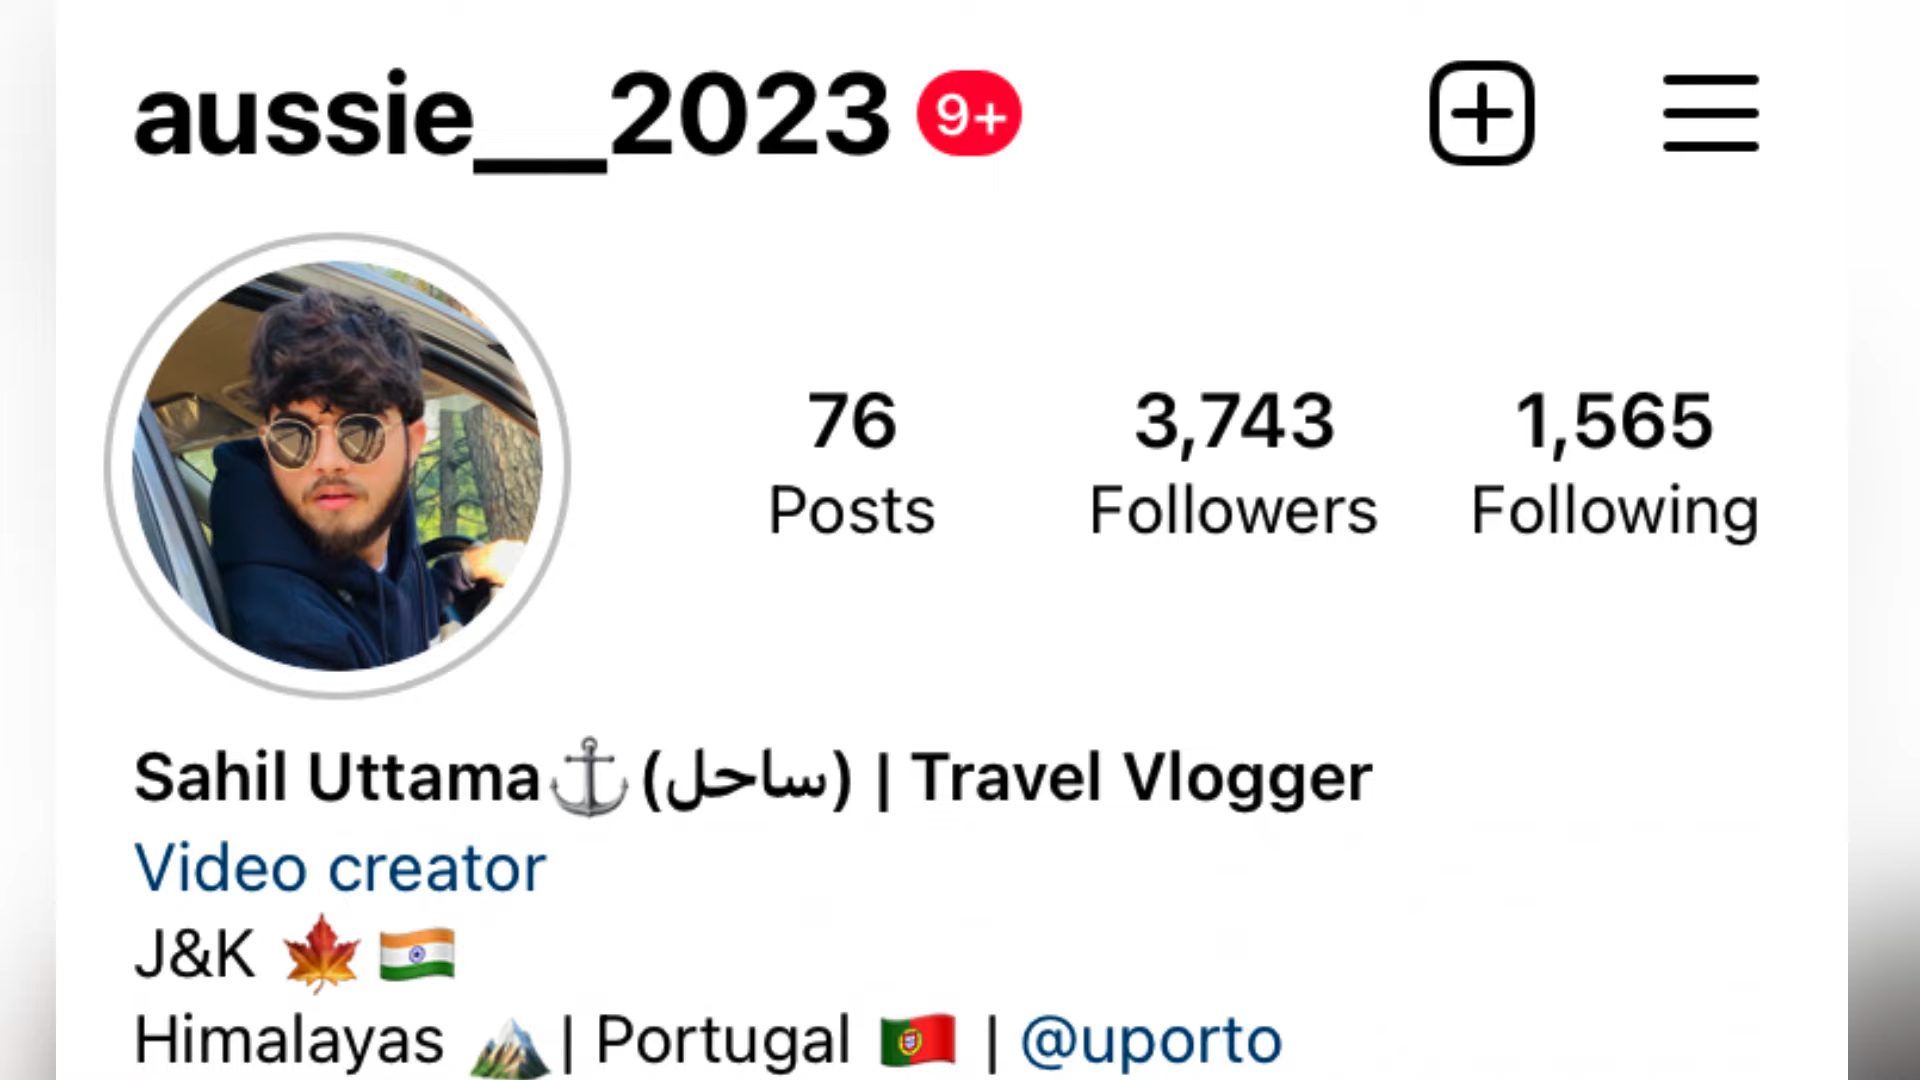 aussie__2023 9+
76 3,743 1,565
Posts Followers Following
Sahil Uttama⚓(ساحل) | Travel Vlogger
Video creator
J&K 🍁 🇮🇳
Himalayas ⛰️ | Portugal 🇵🇹 | @uporto